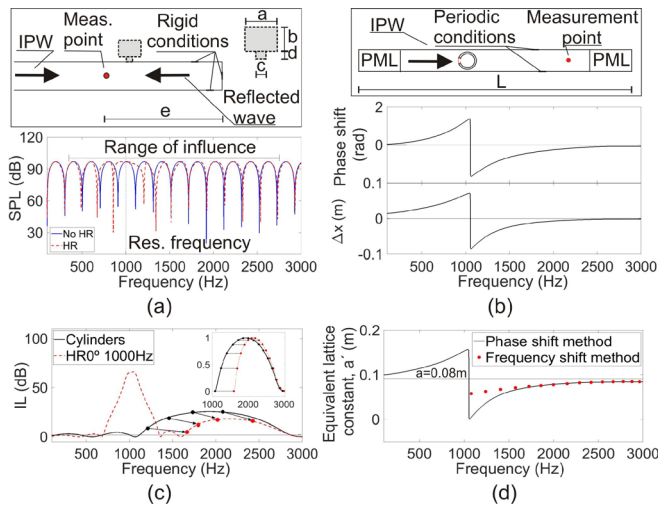 IPW
Meas.
point
Rigid
conditions
a
b
d
c
Reflected
wave
e
SPL (dB)
120
90
60
30
Range of influence
No HR
HR
Res. frequency
500 1000 1500 2000 2500 3000
Frequency (Hz)
(a)
IPW
Periodic
conditions
Measurement
point
PML
PML
L
Phase shift
(rad)
2
0
0.1
Δx (m)
0
-0.1
500 1000 1500 2000 2500 3000
Frequency (Hz)
(b)
IL
(dB)
100
50
0
Cylinders
HR0º 1000Hz
1
0.5
0
1000 2000 3000
500 1000 1500 2000 2500 3000
Frequency (Hz)
(c)
Equivalent lattice
constant, a´ (m)
0.2
0.1
0
Phase shift method
Frequency shift method
a=0.08m
500 1000 1500 2000 2500 3000
Frequency (Hz)
(d)